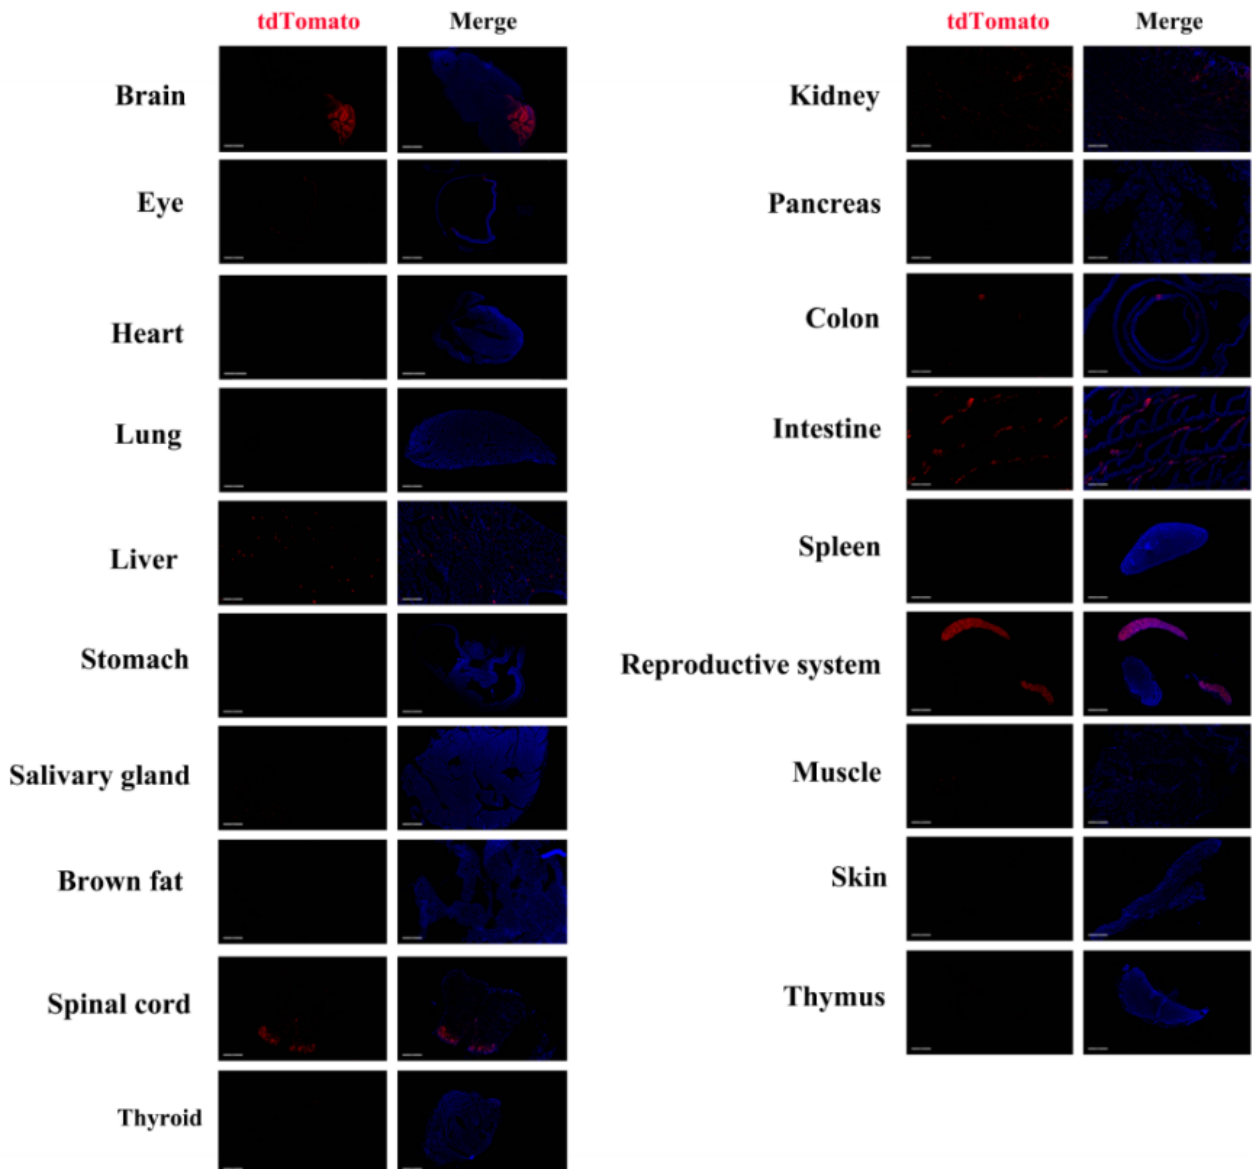 tdTomato Merge
Brain
Eye
Heart
Lung
Liver
Stomach
Salivary gland
Brown fat
Spinal cord
Thyroid
tdTomato Merge
Kidney
Pancreas
Colon
Intestine
Spleen
Reproductive system
Muscle
Skin
Thymus